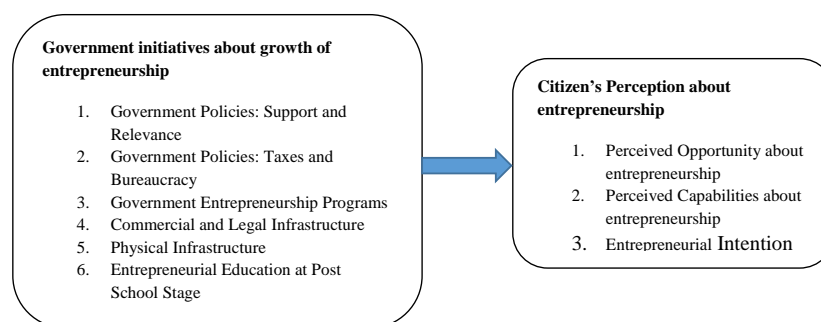 Government initiatives about growth of
entrepreneurship
1. Government Policies: Support and
Relevance
2. Government Policies: Taxes and
Bureaucracy
3. Government Entrepreneurship Programs
4. Commercial and Legal Infrastructure
5. Physical Infrastructure
6. Entrepreneurial Education at Post
School Stage
Citizen's Perception about
entrepreneurship
1. Perceived Opportunity about
entrepreneurship
2. Perceived Capabilities about
entrepreneurship
3. Entrepreneurial Intention